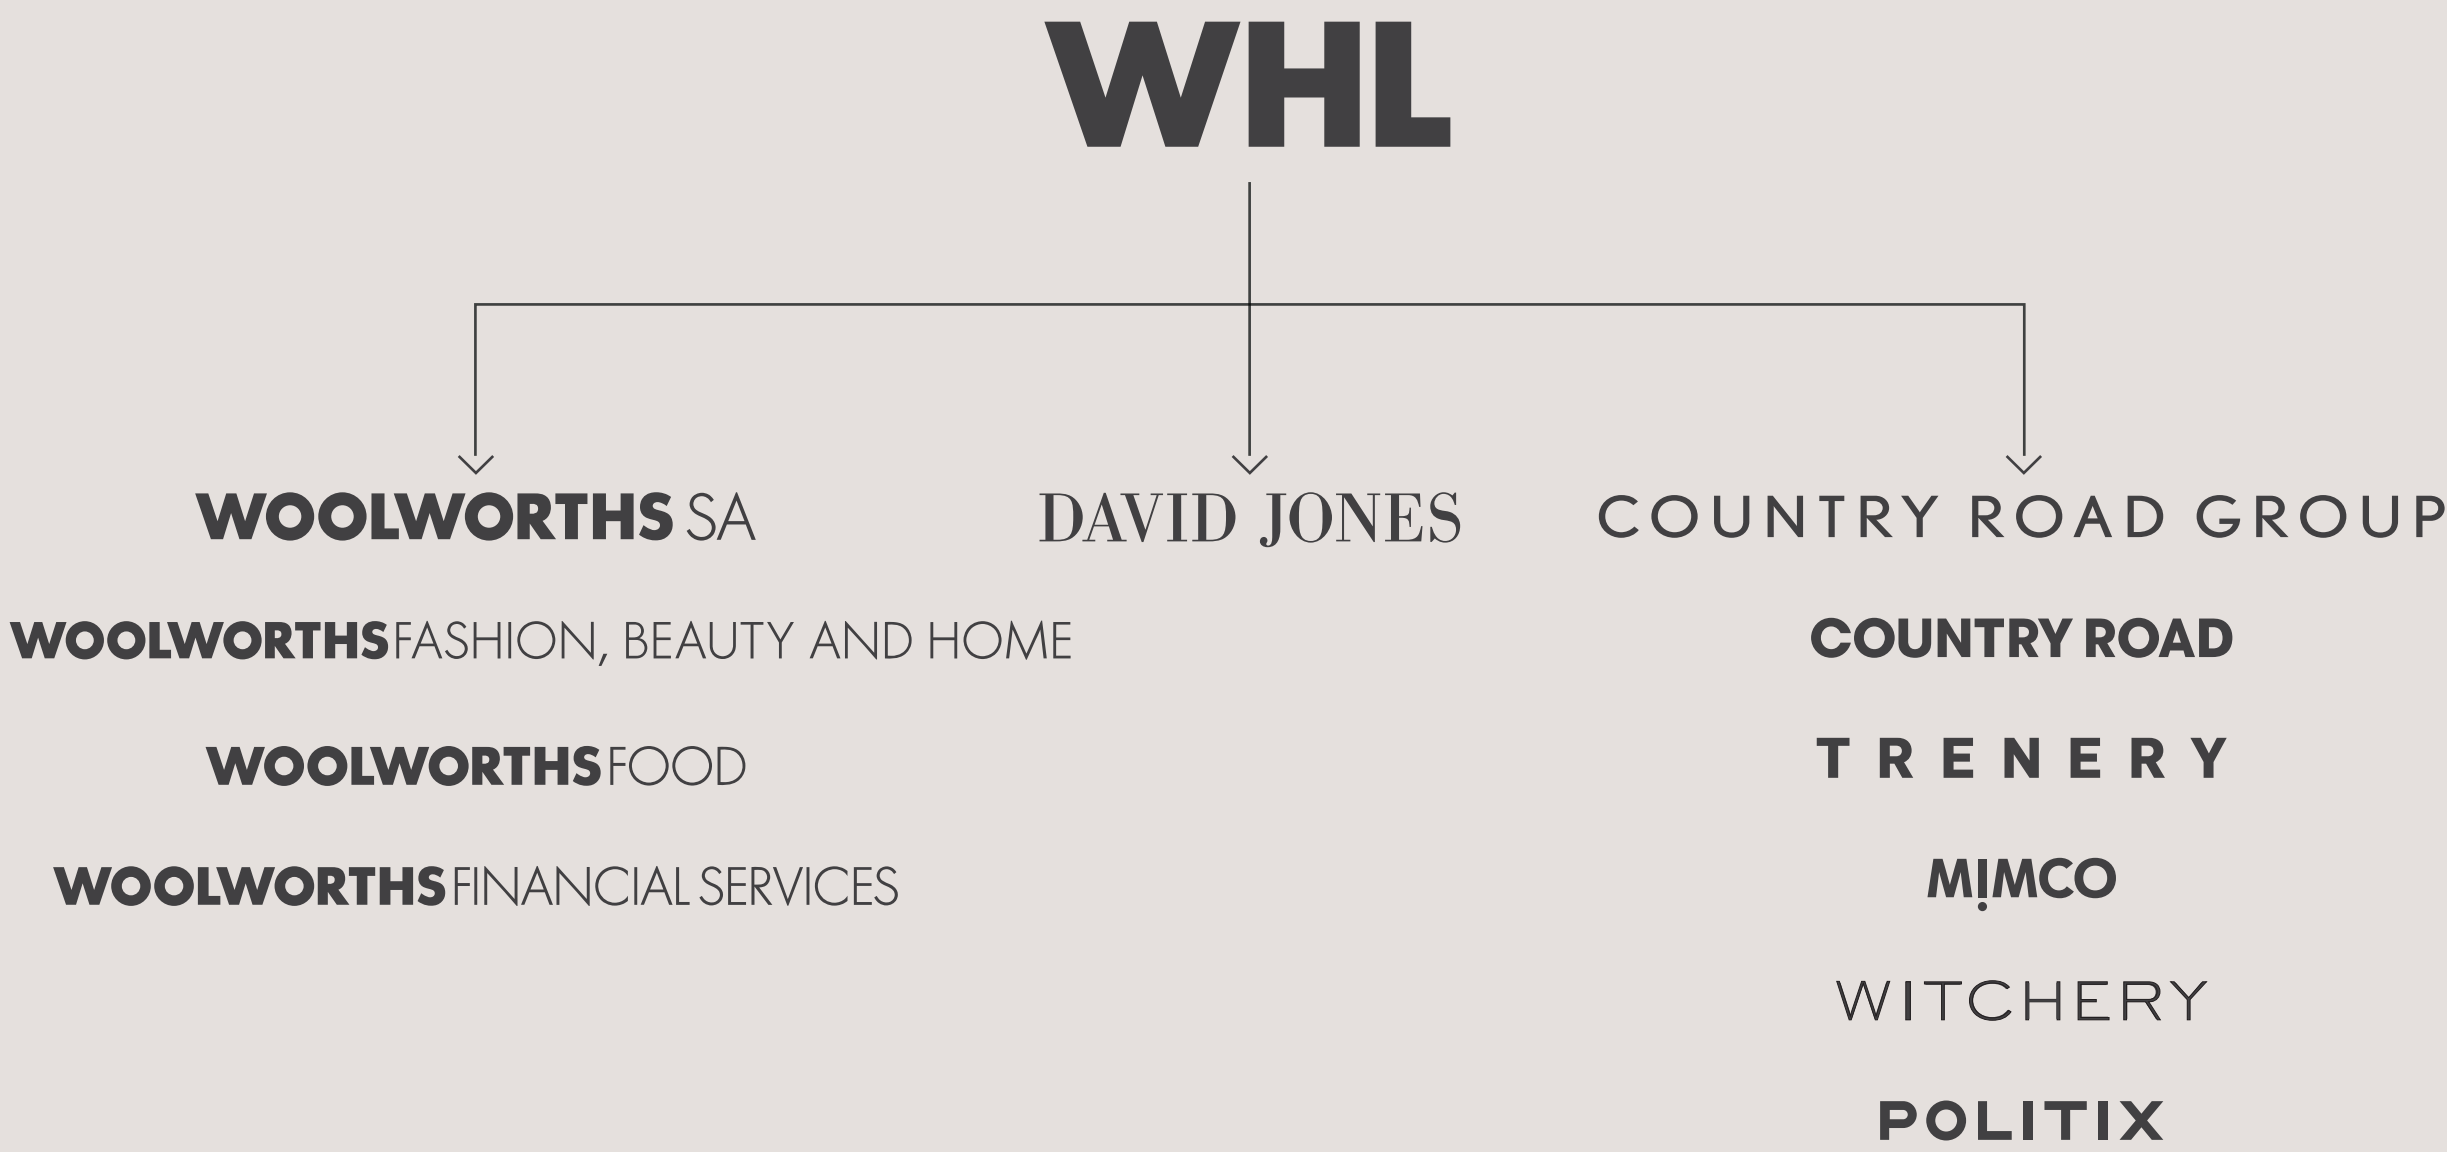 WHL
WOOLWORTHS SA
DAVID JONES
COUNTRY ROAD GROUP
WOOLWORTHS FASHION, BEAUTY AND HOME
WOOLWORTHS FOOD
WOOLWORTHS FINANCIAL SERVICES
COUNTRY ROAD
TRENERY
MIMCO
WITCHERY
POLITIX